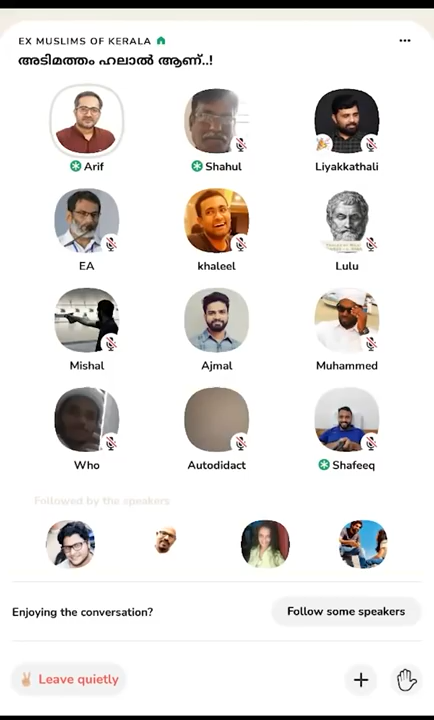 EX MUSLIMS OF KERALA
അടിമത്തം ഹലാൽ ആണ്..!
Arif
Shahul
Liyakkathali
EA
khaleel
Lulu
Mishal
Ajmal
Muhammed
Who
Autodidact
Shafeeq
Followed by the speakers
Enjoying the conversation?
Follow some speakers
Leave quietly